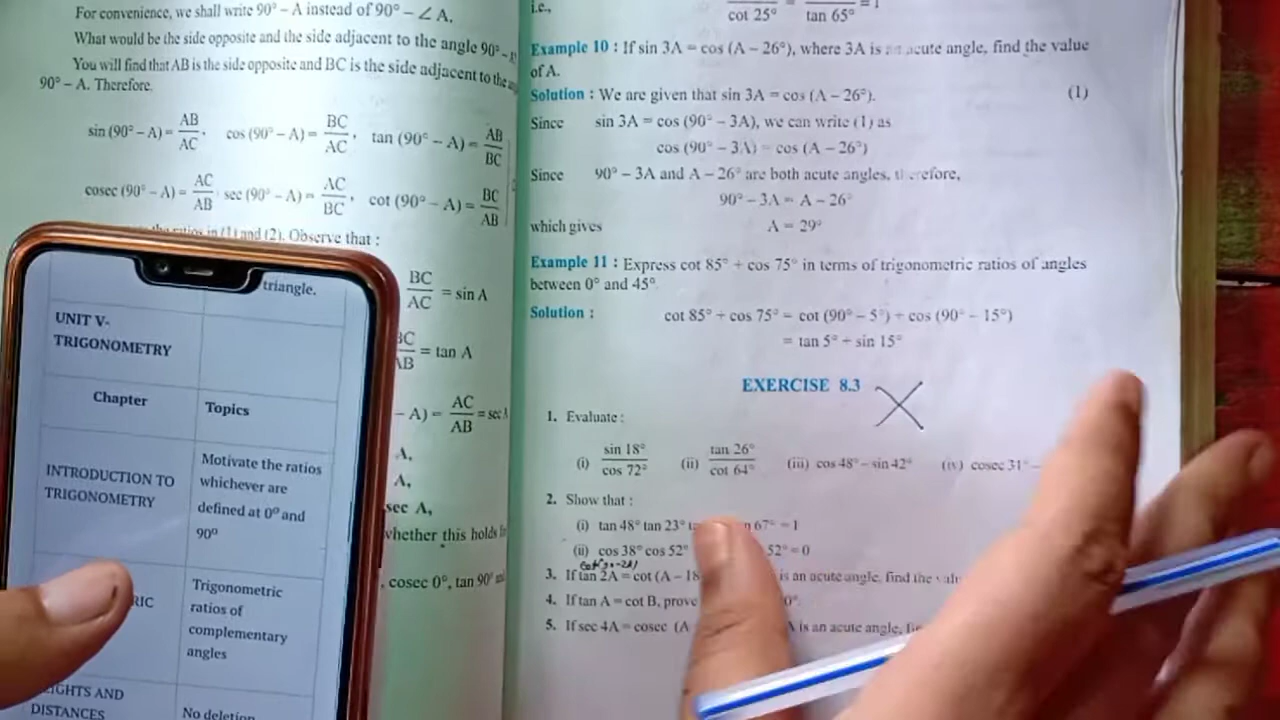 For convenience, we shall write 90° – A instead of 90° – ∠ A.
What would be the side opposite and the side adjacent to the angle 90° –
You will find that AB is the side opposite and BC is the side adjacent to the
90° – A. Therefore,
sin (90° – A) = AB/AC, cos (90° – A) = BC/AC, tan (90° – A) = AB/BC
cosec (90° – A) = AC/AB, sec (90° – A) = AC/BC, cot (90° – A) = BC/AB
the ratios in (1) and (2). Observe that :
BC/AC = sin A
BC/AB = tan A
– A) = AC/AB = sec A
A,
A,
sec A,
whether this holds
, cosec 0°, tan 90°
triangle.
UNIT V-
TRIGONOMETRY
Chapter
Topics
INTRODUCTION TO
TRIGONOMETRY
Motivate the ratios
whichever are
defined at 0° and
90°
RIC
Trigonometric
ratios of
complementary
angles
HEIGHTS AND
DISTANCES
No deletion
i.e.,
cot 25° = tan 65° = 1
Example 10 : If sin 3A = cos (A – 26°), where 3A is an acute angle, find the value
of A.
Solution : We are given that sin 3A = cos (A – 26°). (1)
Since sin 3A = cos (90° – 3A), we can write (1) as
cos (90° – 3A) = cos (A – 26°)
Since 90° – 3A and A – 26° are both acute angles, therefore,
90° – 3A = A – 26°
which gives A = 29°
Example 11 : Express cot 85° + cos 75° in terms of trigonometric ratios of angles
between 0° and 45°.
Solution : cot 85° + cos 75° = cot (90° – 5°) + cos (90° – 15°)
= tan 5° + sin 15°
EXERCISE 8.3
1. Evaluate :
(i) sin 18°/cos 72° (ii) tan 26°/cot 64° (iii) cos 48° – sin 42° (iv) cosec 31° –
2. Show that :
(i) tan 48° tan 23° 67° = 1
(ii) cos 38° cos 52° 52° = 0
3. If tan 2A = cot (A – 18 is an acute angle, find the
4. If tan A = cot B, prove
5. If sec 4A = cosec (A A is an acute angle,